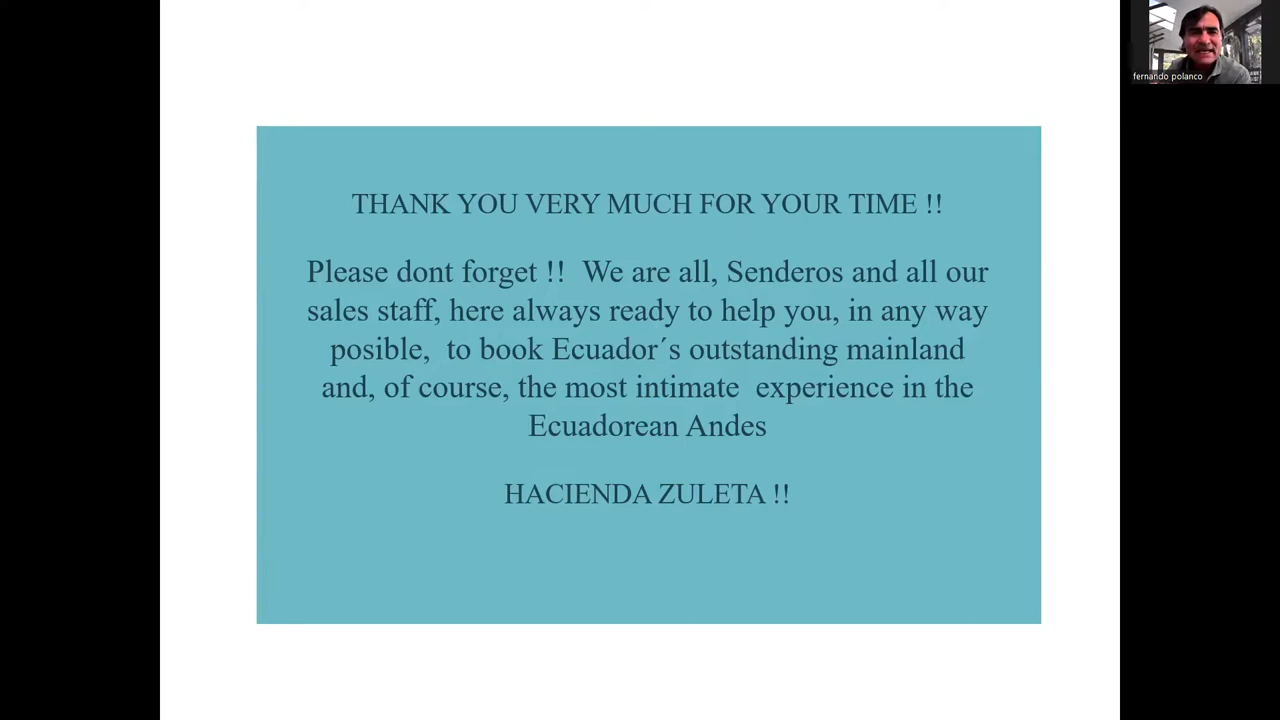 fernando polanco
THANK YOU VERY MUCH FOR YOUR TIME !!
Please dont forget !!  We are all, Senderos and all our
sales staff, here always ready to help you, in any way
posible,  to book Ecuador´s outstanding mainland
and, of course, the most intimate  experience in the
Ecuadorean Andes
HACIENDA ZULETA !!